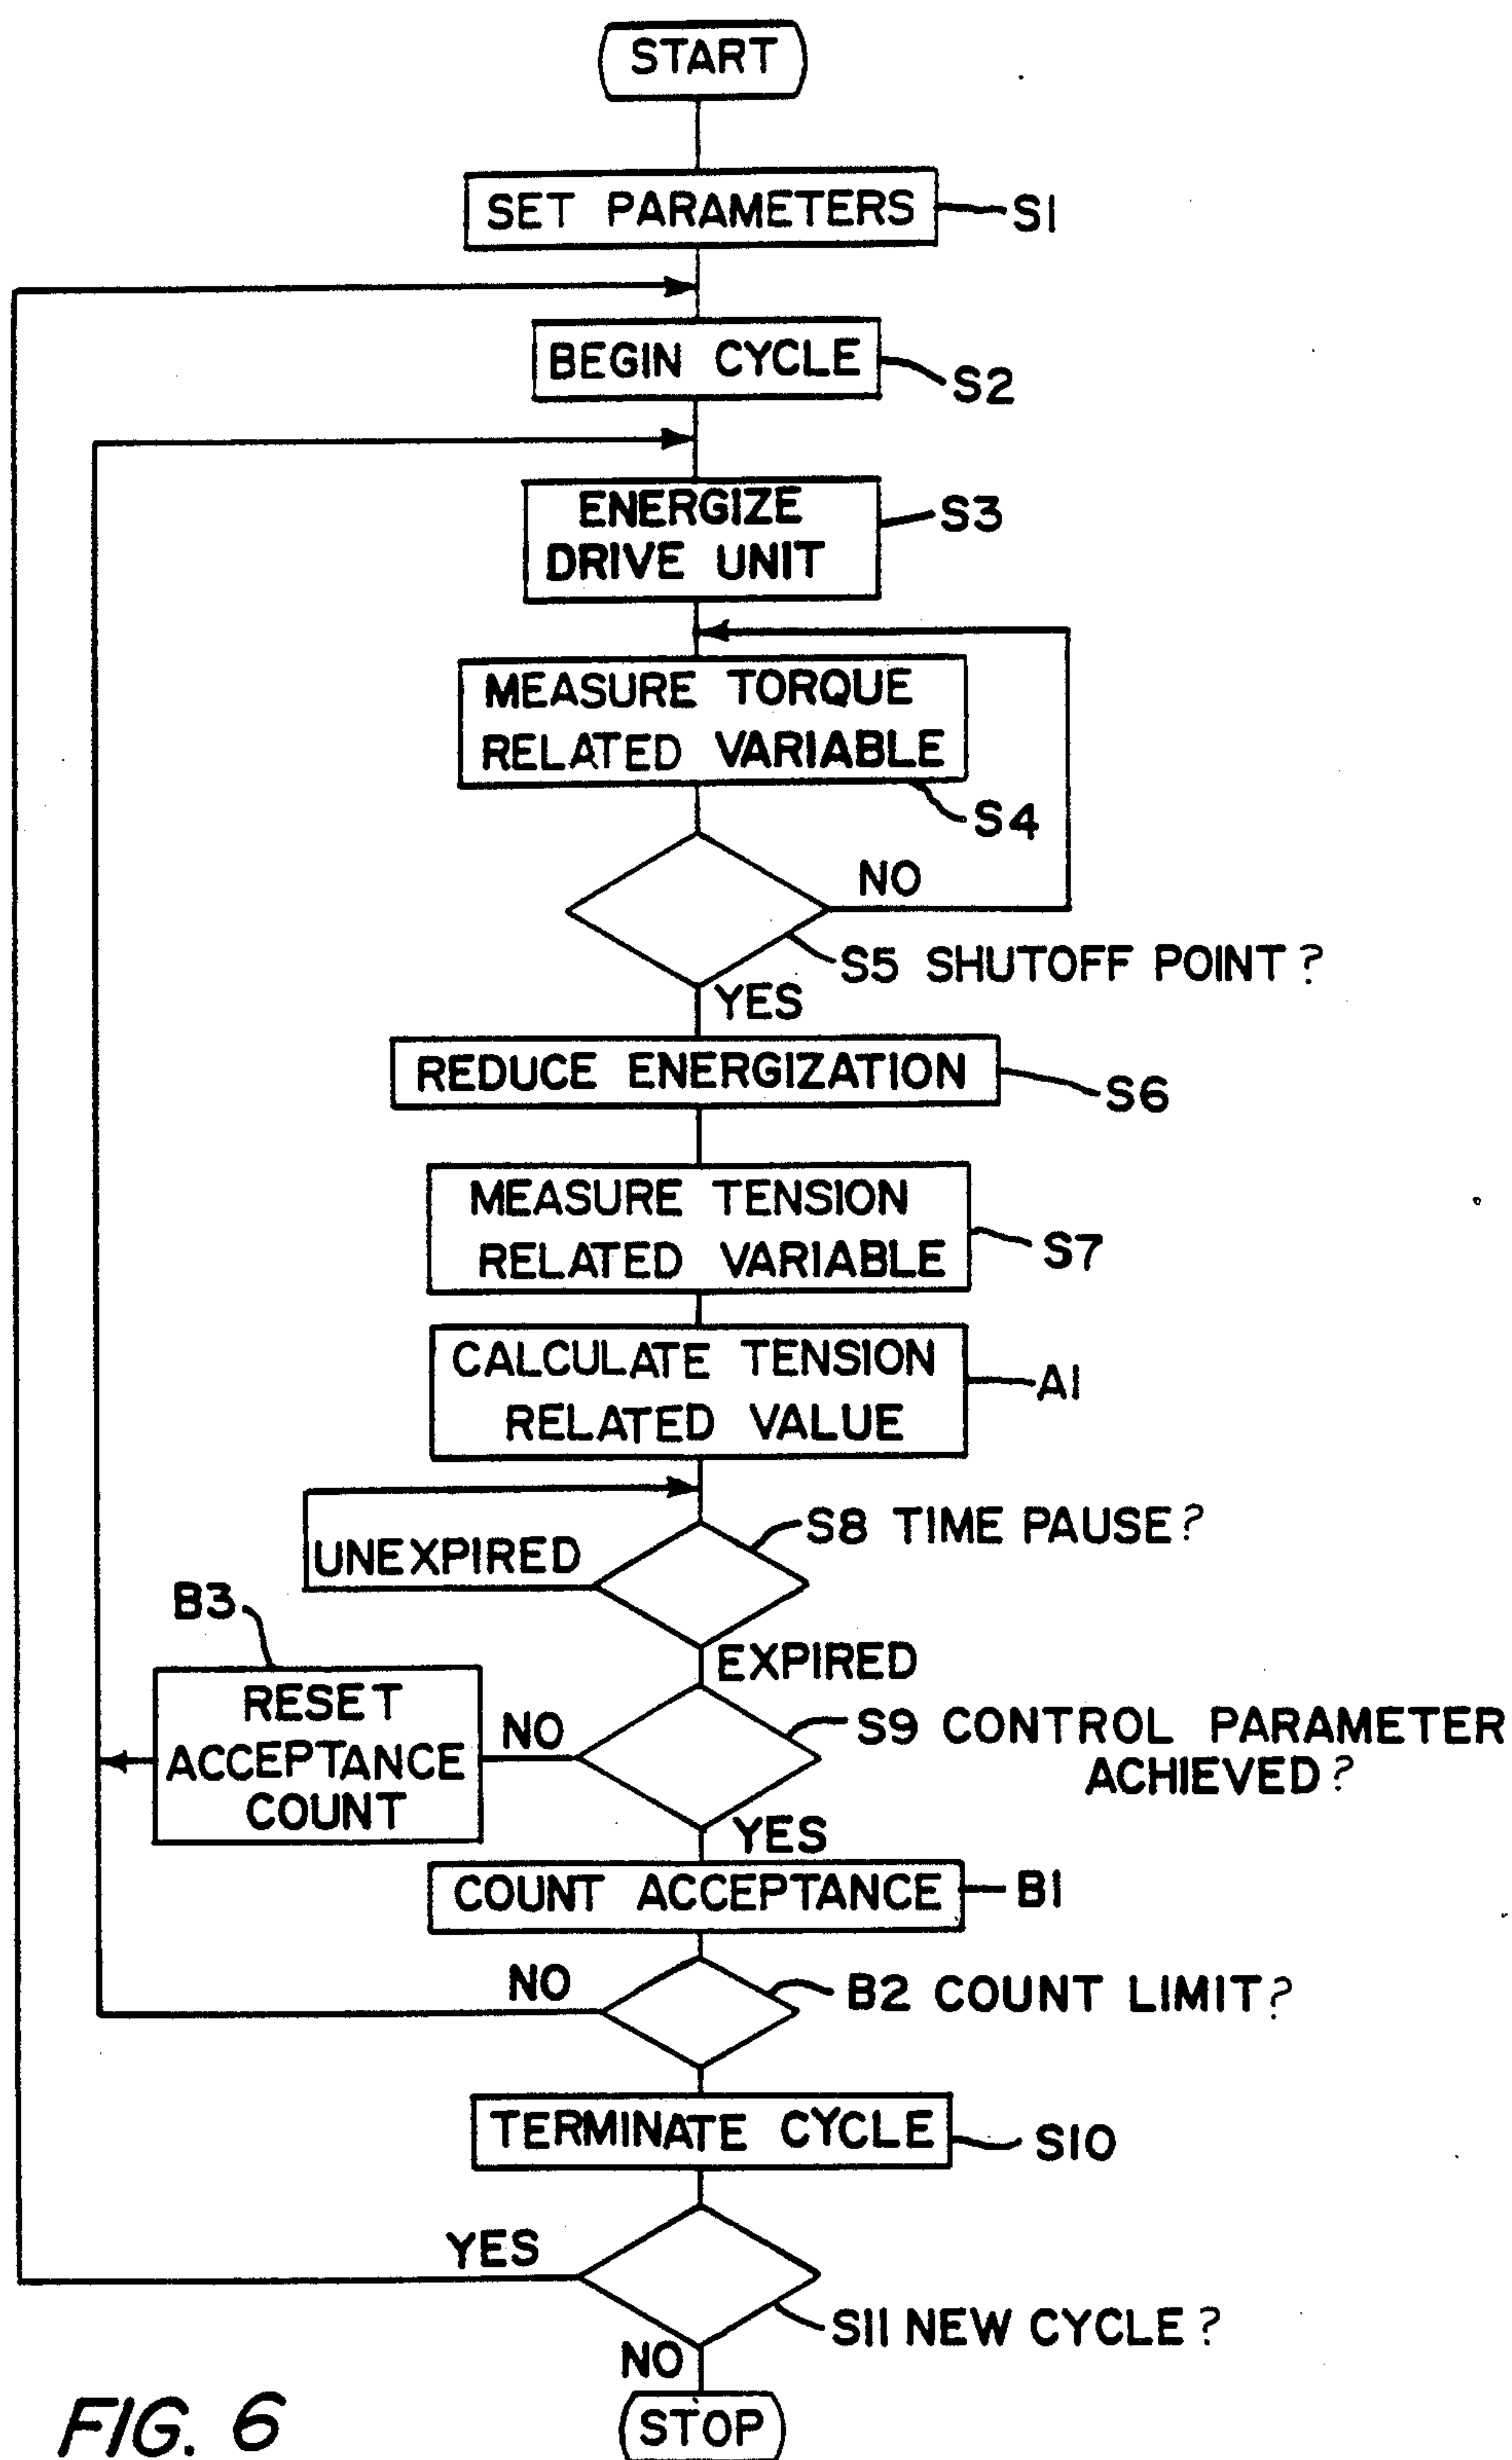 START
SET PARAMETERS
S1
BEGIN CYCLE
S2
ENERGIZE
DRIVE UNIT
S3
MEASURE TORQUE
RELATED VARIABLE
S4
NO
S5 SHUTOFF POINT?
YES
REDUCE ENERGIZATION
S6
MEASURE TENSION
RELATED VARIABLE
S7
CALCULATE TENSION
RELATED VALUE
A1
S8 TIME PAUSE?
UNEXPIRED
B3
EXPIRED
RESET
ACCEPTANCE
COUNT
NO
S9 CONTROL PARAMETER
ACHIEVED?
YES
COUNT ACCEPTANCE
B1
NO
B2 COUNT LIMIT?
TERMINATE CYCLE
S10
YES
S11 NEW CYCLE?
NO
STOP
FIG. 6